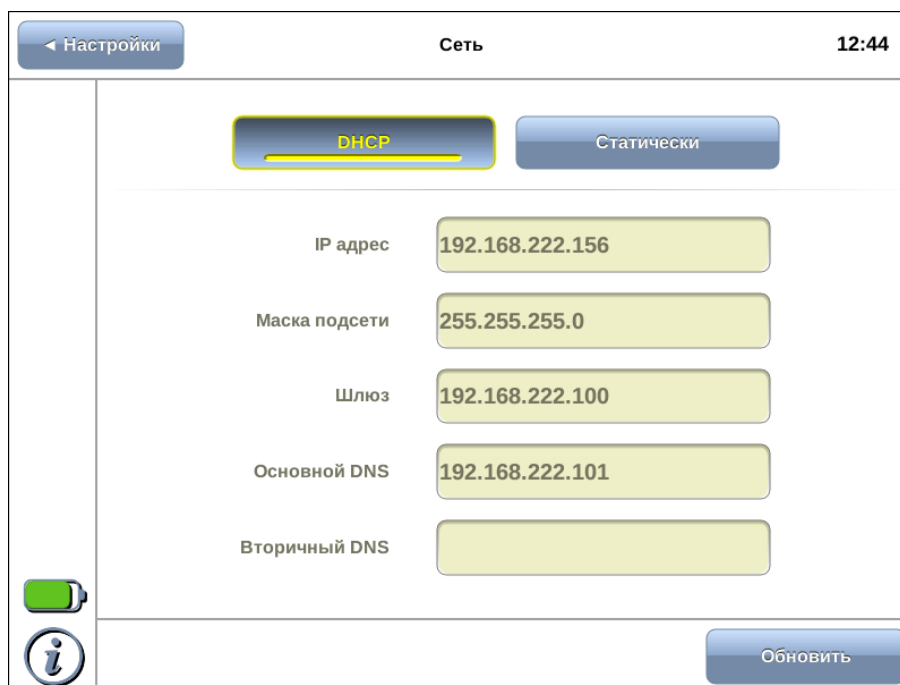 ◄ Настройки
Сеть
12:44
DHCP
Статически
IP адрес 192.168.222.156
Маска подсети 255.255.255.0
Шлюз 192.168.222.100
Основной DNS 192.168.222.101
Вторичный DNS
i
Обновить